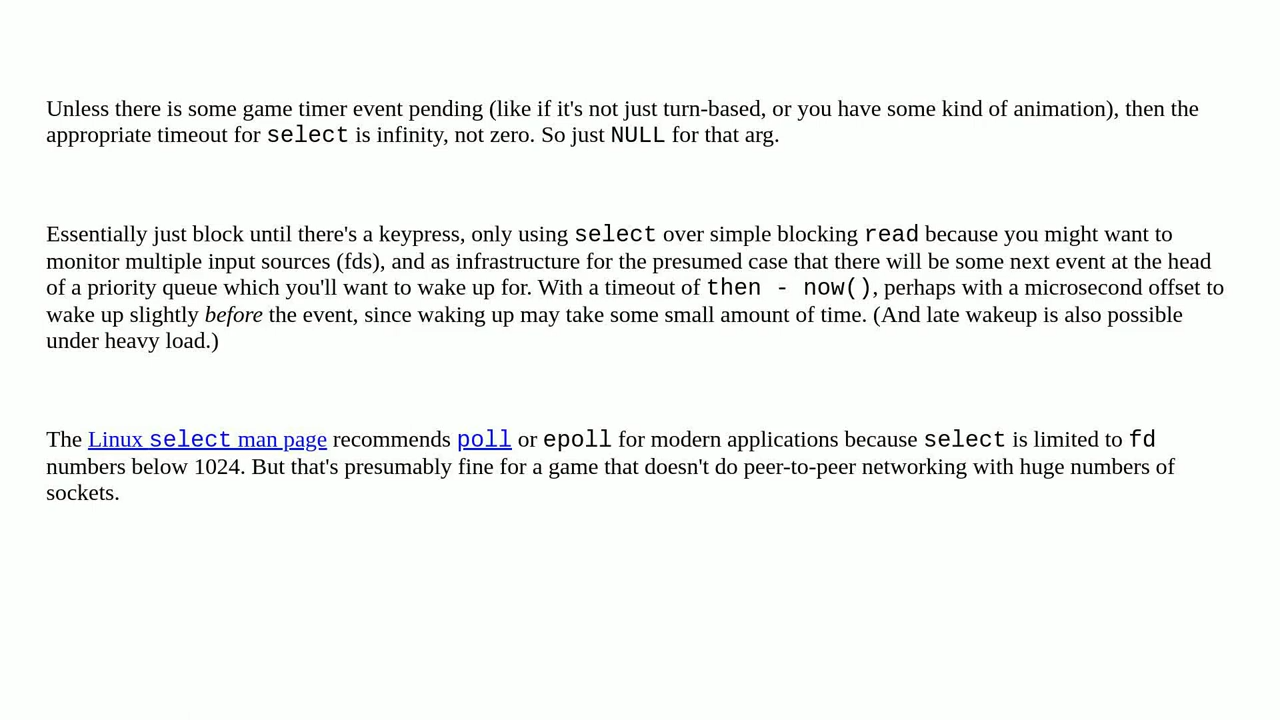 Unless there is some game timer event pending (like if it's not just turn-based, or you have some kind of animation), then the
appropriate timeout for select is infinity, not zero. So just NULL for that arg.
Essentially just block until there's a keypress, only using select over simple blocking read because you might want to
monitor multiple input sources (fds), and as infrastructure for the presumed case that there will be some next event at the head
of a priority queue which you'll want to wake up for. With a timeout of then - now(), perhaps with a microsecond offset to
wake up slightly before the event, since waking up may take some small amount of time. (And late wakeup is also possible
under heavy load.)
The Linux select man page recommends poll or epoll for modern applications because select is limited to fd
numbers below 1024. But that's presumably fine for a game that doesn't do peer-to-peer networking with huge numbers of
sockets.